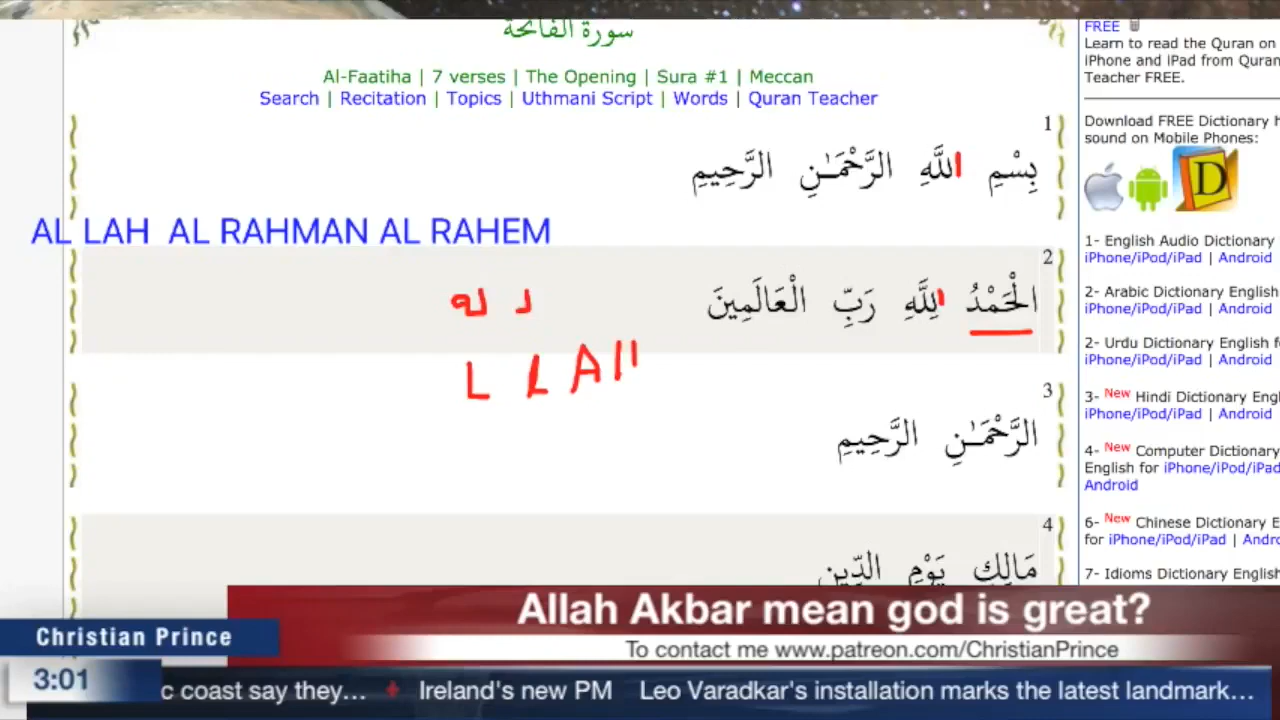 سورة الفاتحة
Al-Faatiha | 7 verses | The Opening | Sura #1 | Meccan
Search | Recitation | Topics | Uthmani Script | Words | Quran Teacher
1
بِسْمِ اللَّهِ الرَّحْمَـٰنِ الرَّحِيمِ
AL LAH AL RAHMAN AL RAHEM
2
الْحَمْدُ لِلَّهِ رَبِّ الْعَالَمِينَ
3
الرَّحْمَـٰنِ الرَّحِيمِ
4
مَالِكِ يَوْمِ الدِّينِ
FREE
Learn to read the Quran on
iPhone and iPad from Quran
Teacher FREE.
Download FREE Dictionary
sound on Mobile Phones:
D
1- English Audio Dictionary
iPhone/iPod/iPad | Android
2- Arabic Dictionary English
iPhone/iPod/iPad | Android
2- Urdu Dictionary English
iPhone/iPod/iPad | Android
3- New Hindi Dictionary
iPhone/iPod/iPad | Android
4- New Computer Dictionary
English for iPhone/iPod/iPad
Android
6- New Chinese Dictionary
for iPhone/iPod/iPad |
7- Idioms Dictionary English
Allah Akbar mean god is great?
Christian Prince
To contact me www.patreon.com/ChristianPrince
3:01
coast say they... Ireland's new PM Leo Varadkar's installation marks the latest landmark...